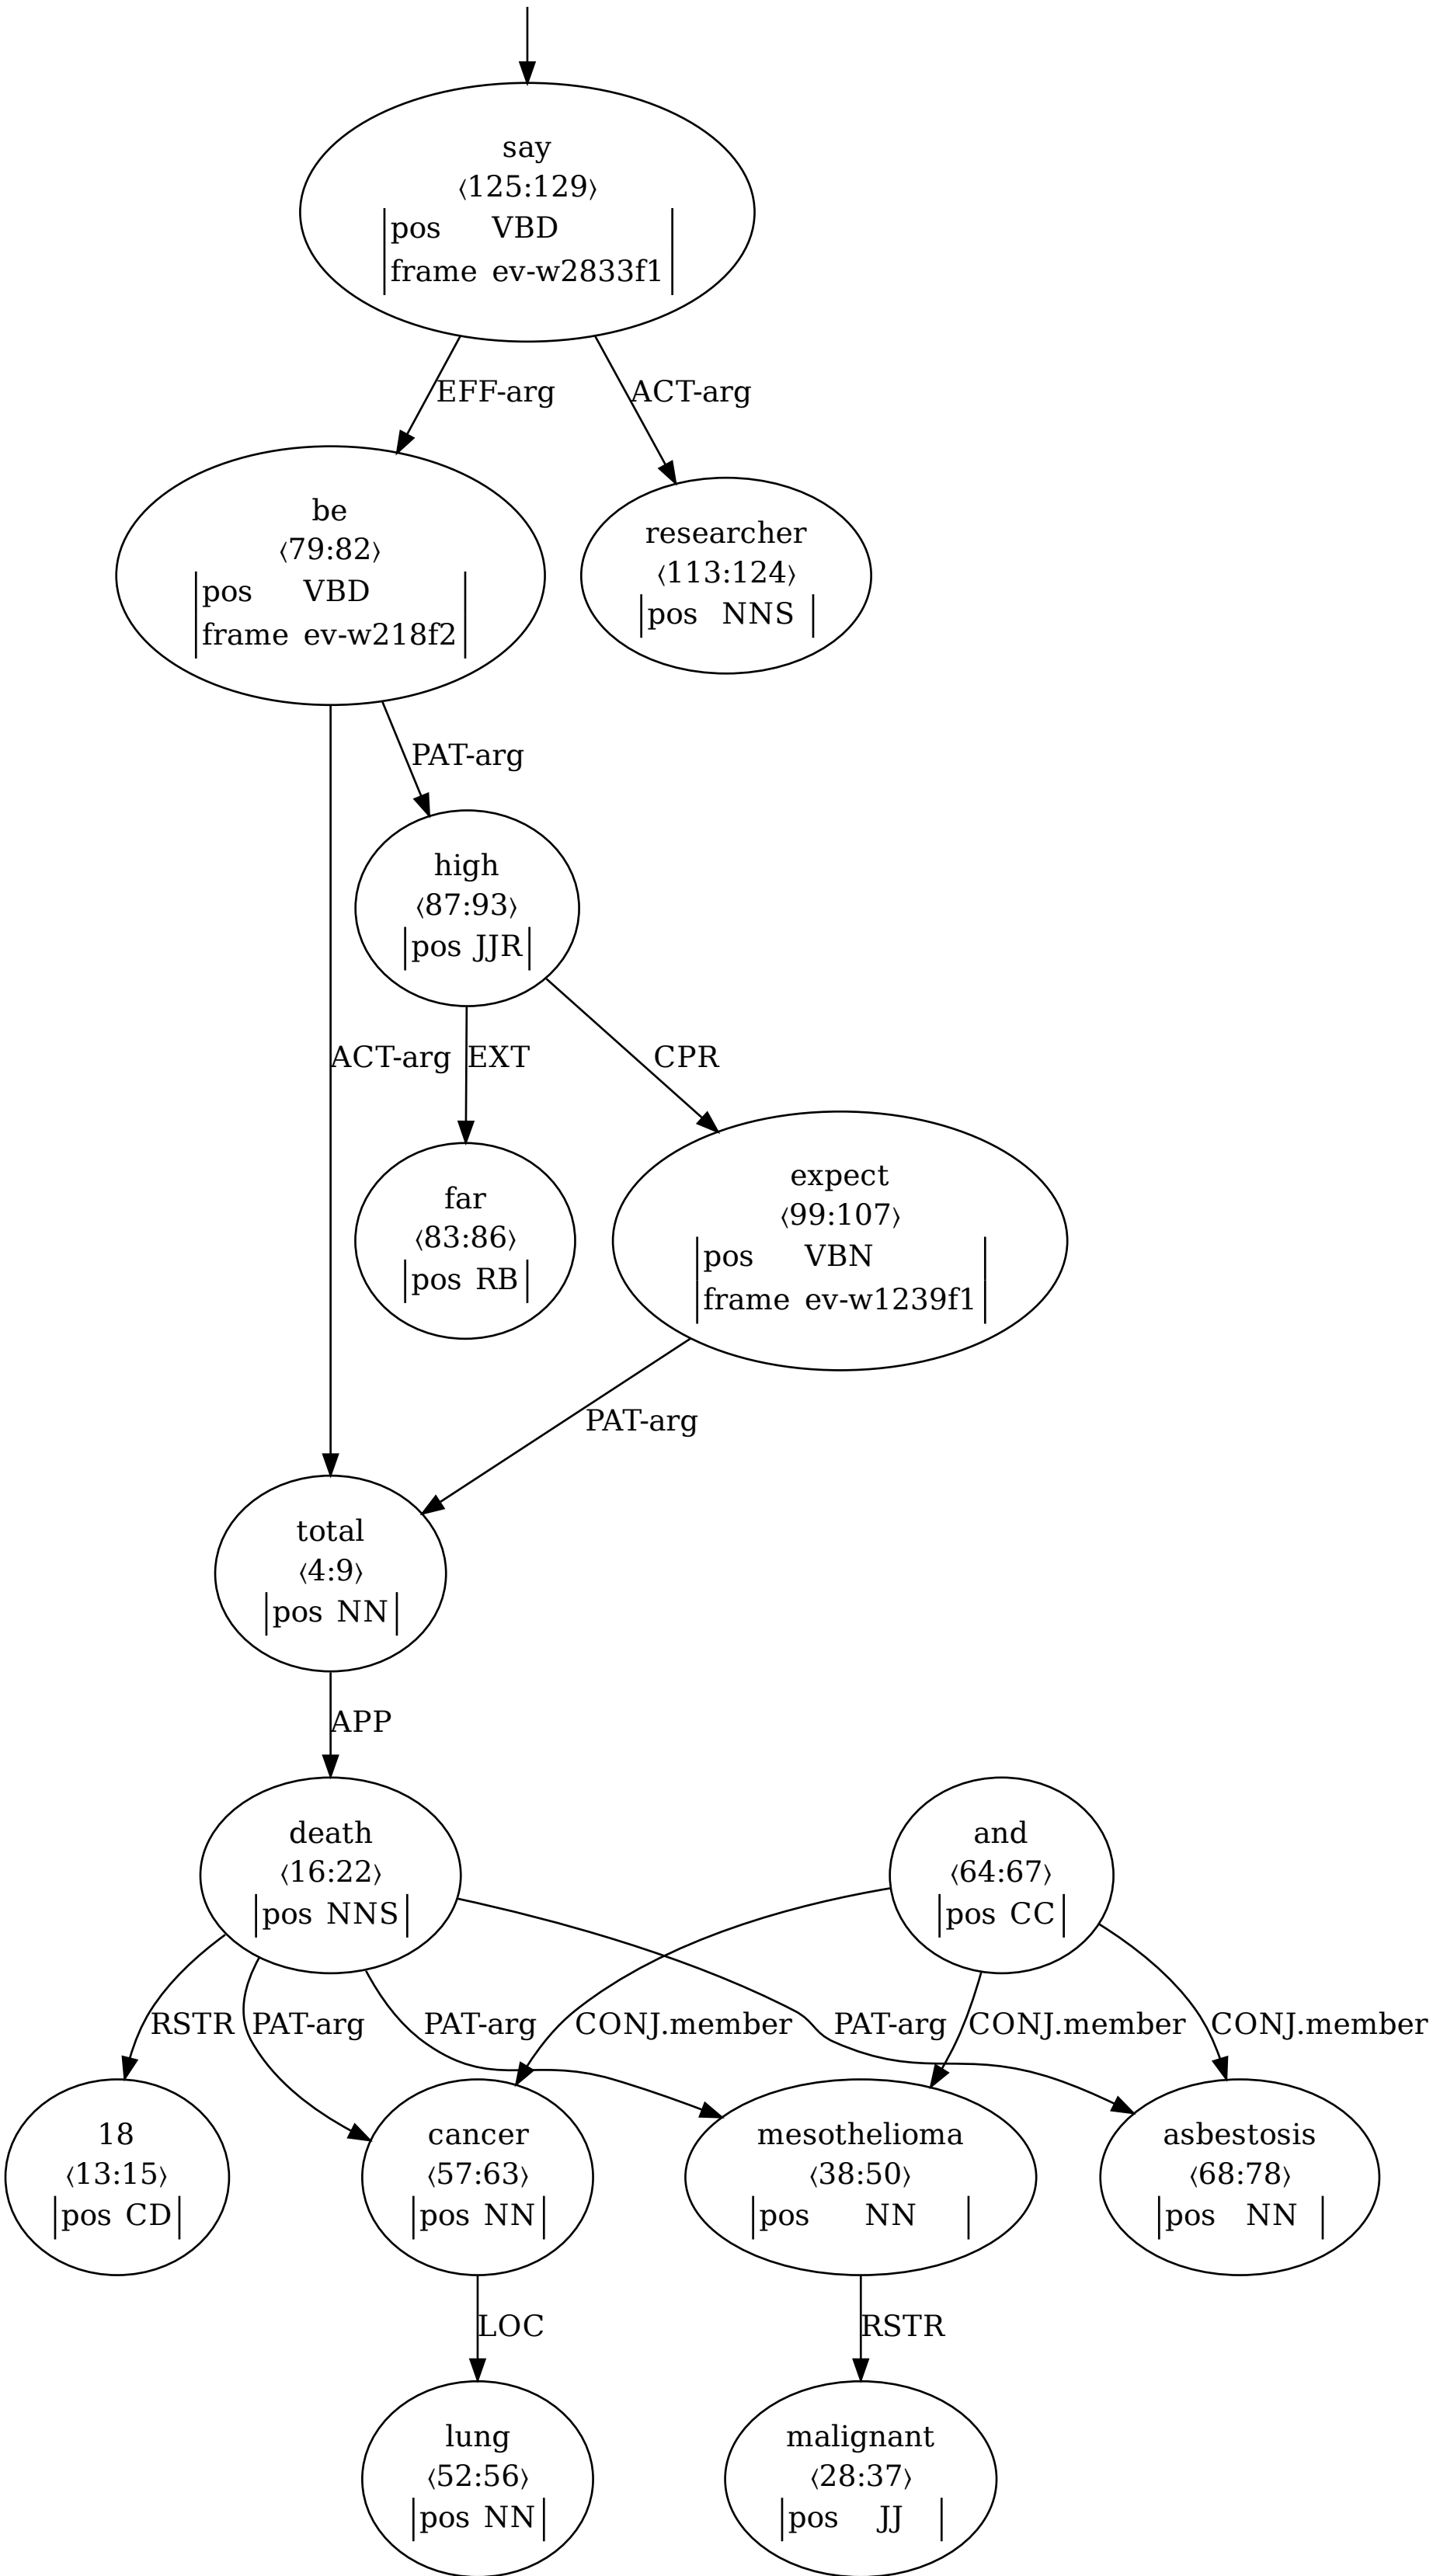 say
⟨125:129⟩
pos VBD
frame ev-w2833f1
EFF-arg
ACT-arg
be
⟨79:82⟩
pos VBD
frame ev-w218f2
researcher
⟨113:124⟩
pos NNS
PAT-arg
high
⟨87:93⟩
pos JJR
ACT-arg
EXT
CPR
far
⟨83:86⟩
pos RB
expect
⟨99:107⟩
pos VBN
frame ev-w1239f1
PAT-arg
total
⟨4:9⟩
pos NN
APP
death
⟨16:22⟩
pos NNS
and
⟨64:67⟩
pos CC
RSTR
PAT-arg
PAT-arg
CONJ.member
PAT-arg
CONJ.member
CONJ.member
18
⟨13:15⟩
pos CD
cancer
⟨57:63⟩
pos NN
mesothelioma
⟨38:50⟩
pos NN
asbestosis
⟨68:78⟩
pos NN
LOC
RSTR
lung
⟨52:56⟩
pos NN
malignant
⟨28:37⟩
pos JJ